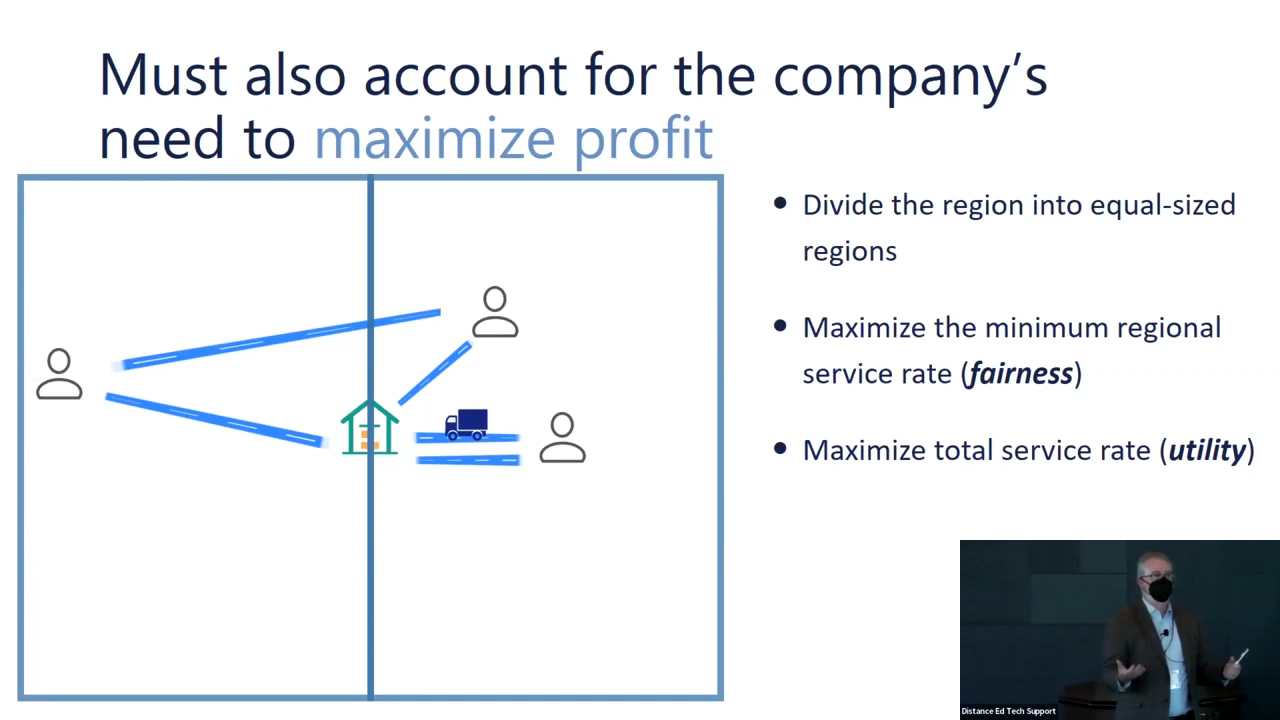 Must also account for the company’s
need to maximize profit
• Divide the region into equal-sized
regions
• Maximize the minimum regional
service rate (fairness)
• Maximize total service rate (utility)
Distance Ed Tech Support